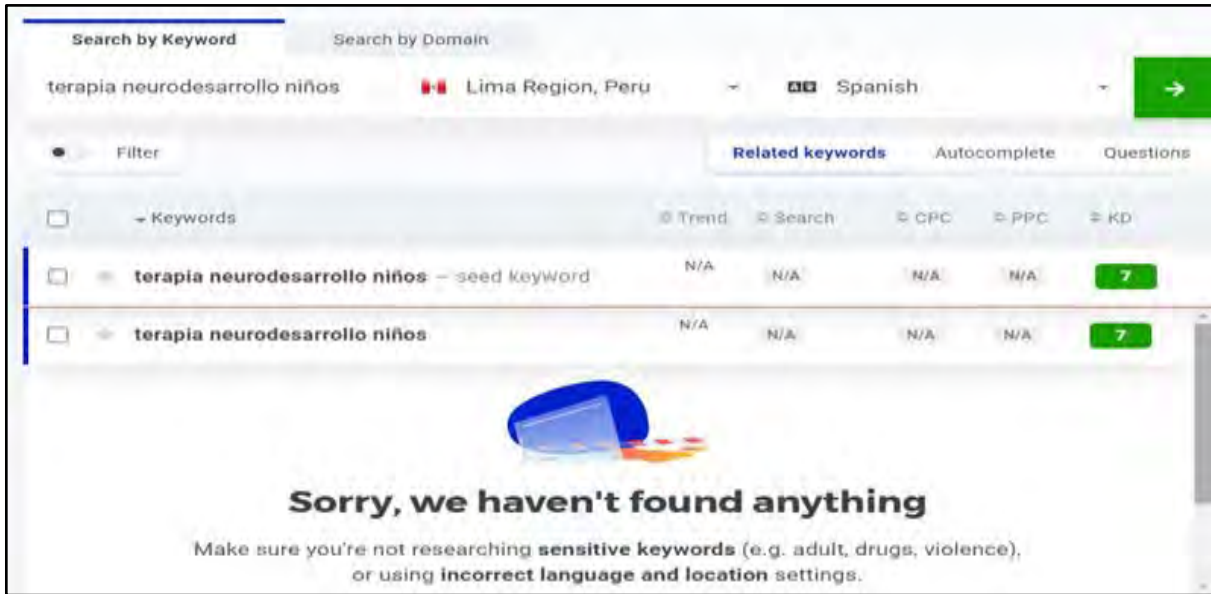 Search by Keyword Search by Domain
terapia neurodesarrollo niños Lima Region, Peru Spanish
Filter Related keywords Autocomplete Questions
Keywords Trend Search CPC PPC KD
terapia neurodesarrollo niños – seed keyword N/A N/A N/A N/A 7
terapia neurodesarrollo niños N/A N/A N/A N/A 7
Sorry, we haven't found anything
Make sure you're not researching sensitive keywords (e.g. adult, drugs, violence),
or using incorrect language and location settings.